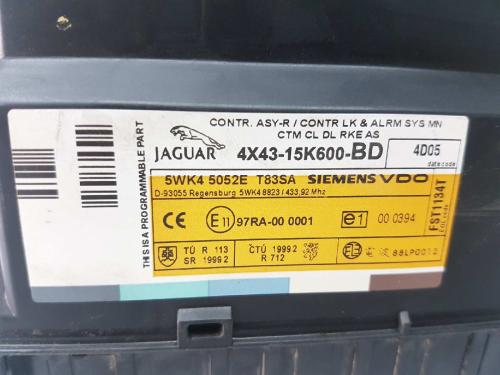 THIS IS A PROGRAMMABLE PART
CONTR. ASY-R / CONTR LK & ALRM SYS MN
CTM CL DL RKE AS
JAGUAR 4X43-15K600-BD 4D05
date code
5WK4 5052E T83SA SIEMENS VDO
D-93055 Regensburg 5WK4 8823 / 433,92 Mhz
E11 97RA-00 0001 e1 00 0394
FST1134T
TÜ R 113
SR 1999 2
ČTÚ 1999 2
R 712
88LP0012